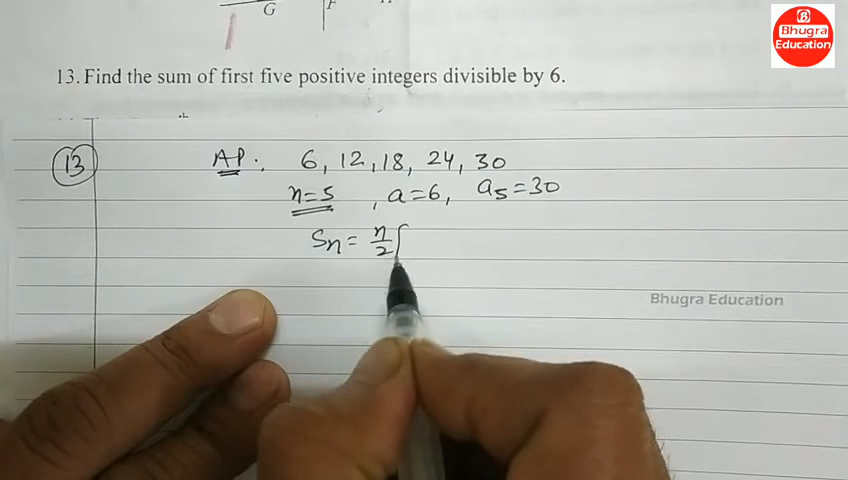 G F
B
Bhugra
Education
13. Find the sum of first five positive integers divisible by 6.
13 AP: 6, 12, 18, 24, 30
n=5, a=6, a5=30
Sn = n/2[
Bhugra Education